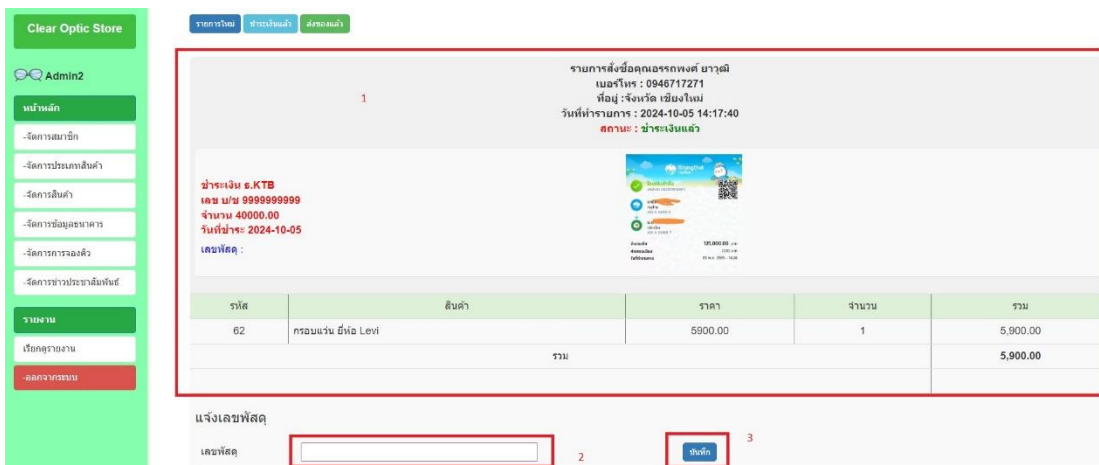 Clear Optic Store
รายการใหม่ ชำระเงินแล้ว ส่งของแล้ว
Admin2
หน้าหลัก
-จัดการสมาชิก
-จัดการประเภทสินค้า
-จัดการสินค้า
-จัดการข้อมูลธนาคาร
-จัดการการจองคิว
-จัดการข่าวประชาสัมพันธ์
รายงาน
เรียกดูรายงาน
-ออกจากระบบ
1
รายการสั่งซื้อคุณอรรถพงศ์ ยาวุฒิ
เบอร์โทร : 0946717271
ที่อยู่ :จังหวัด เชียงใหม่
วันที่ทำรายการ : 2024-10-05 14:17:40
สถานะ : ชำระเงินแล้ว
ชำระเงิน ธ.KTB
เลข บ/ช 9999999999
จำนวน 40000.00
วันที่ชำระ 2024-10-05
เลขพัสดุ :
รหัส สินค้า ราคา จำนวน รวม
62 กรอบแว่น ยี่ห้อ Levi 5900.00 1 5,900.00
รวม 5,900.00
แจ้งเลขพัสดุ
เลขพัสดุ 2 บันทึก 3